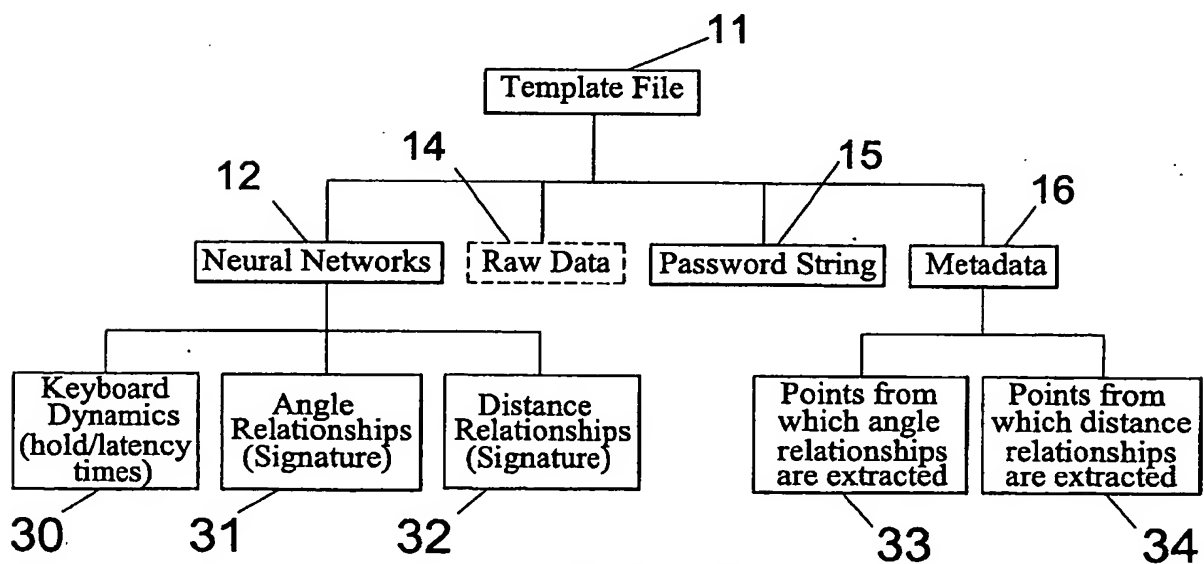 11
Template File
14
15
12
16
Neural Networks
Raw Data
Password String
Metadata
Keyboard
Dynamics
(hold/latency
times)
Angle
Relationships
(Signature)
Distance
Relationships
(Signature)
Points from
which angle
relationships
are extracted
Points from
which distance
relationships
are extracted
30
31
32
33
34